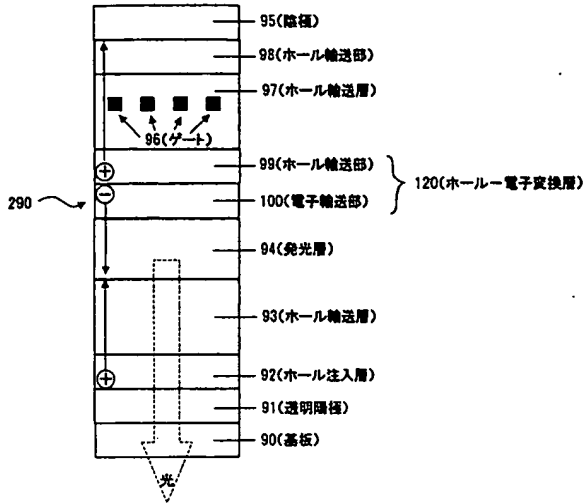 95(陰極)
98(ホール輸送部)
97(ホール輸送層)
96(ゲート)
99(ホール輸送部)
120(ホール－電子変換層)
100(電子輸送部)
290
94(発光層)
93(ホール輸送層)
92(ホール注入層)
91(透明陽極)
90(基板)
光